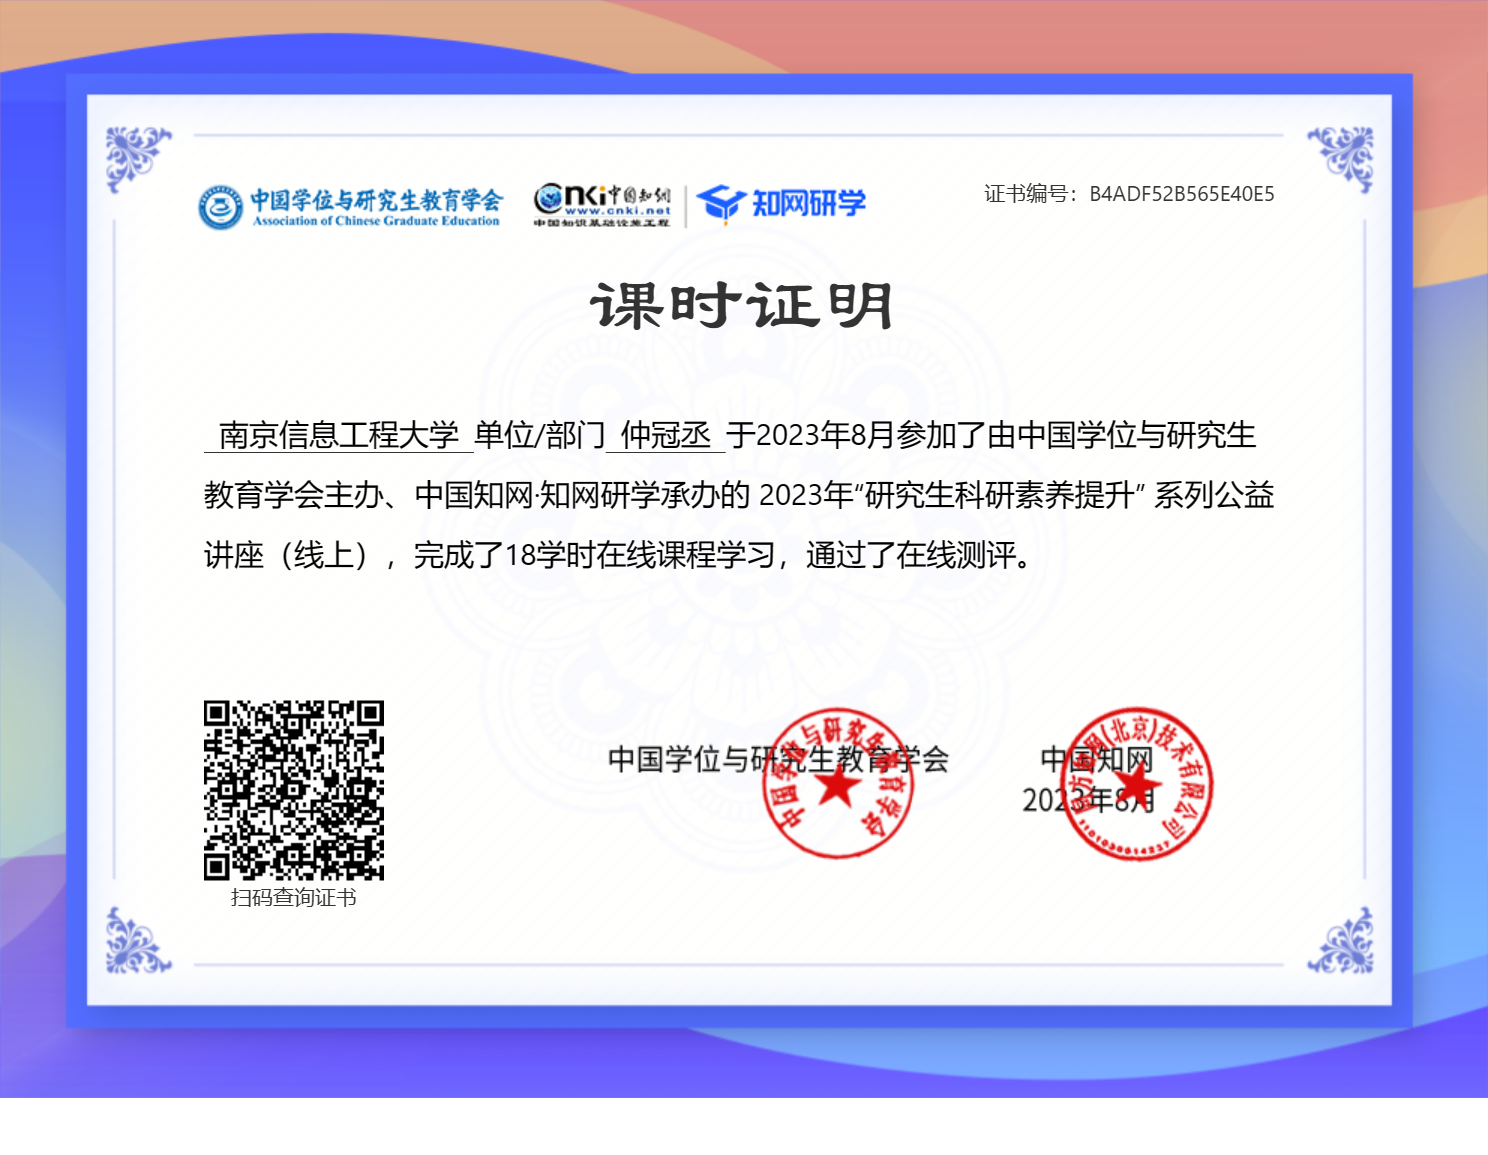 中国学位与研究生教育学会
Association of Chinese Graduate Education
cnki中国知网
www.cnki.net
中国知识基础设施工程
知网研学
证书编号：B4ADF52B565E40E5
课时证明
南京信息工程大学 单位/部门 仲冠丞 于2023年8月参加了由中国学位与研究生
教育学会主办、中国知网·知网研学承办的 2023年“研究生科研素养提升” 系列公益
讲座（线上），完成了18学时在线课程学习，通过了在线测评。
中国学位与研究生教育学会
中国知网
2023年8月
中国学位与研究生教育学会
(北京)技术有限公司
扫码查询证书